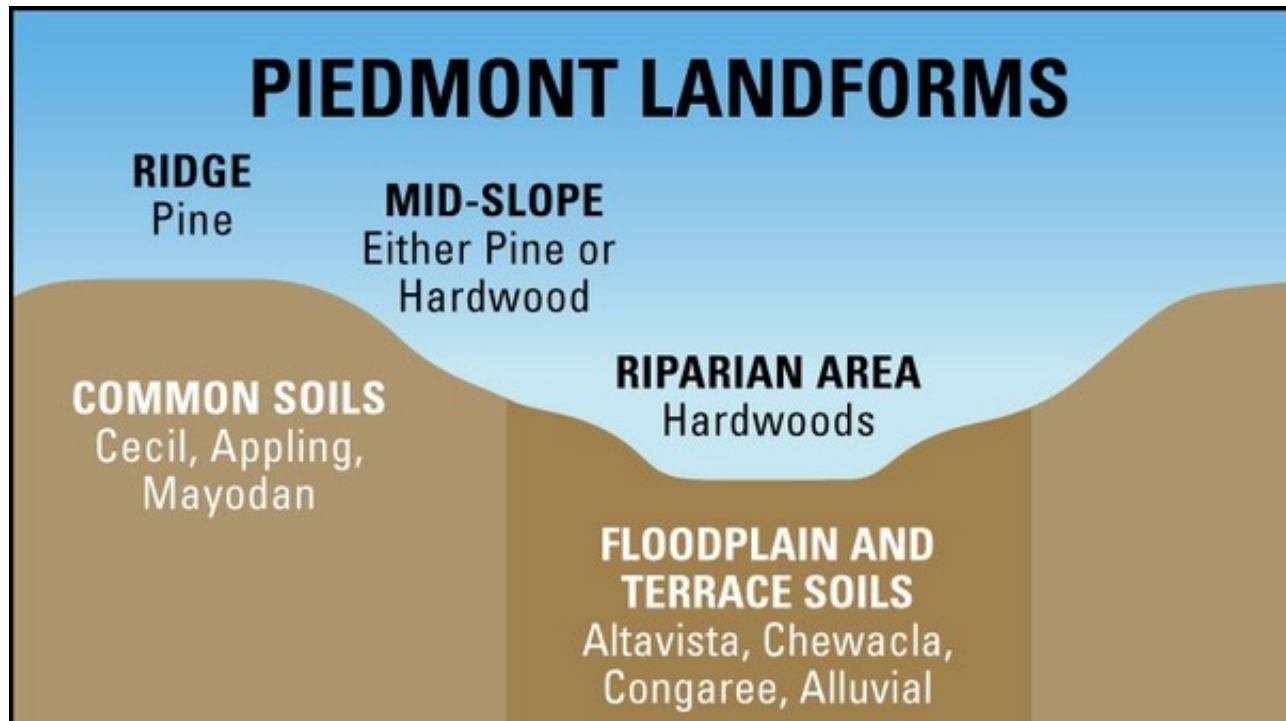 PIEDMONT LANDFORMS
RIDGE
Pine
MID-SLOPE
Either Pine or
Hardwood
RIPARIAN AREA
Hardwoods
COMMON SOILS
Cecil, Appling,
Mayodan
FLOODPLAIN AND
TERRACE SOILS
Altavista, Chewacla,
Congaree, Alluvial